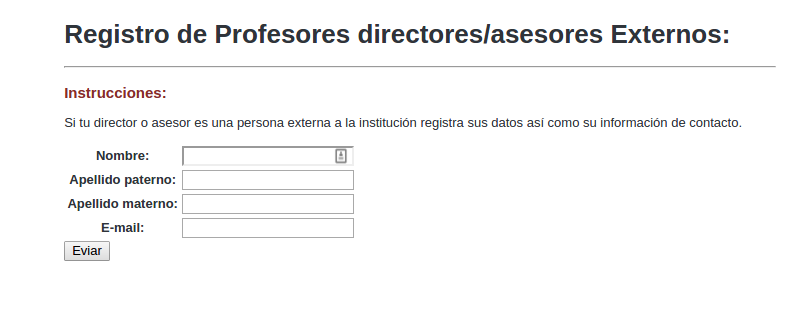 Registro de Profesores directores/asesores Externos:
Instrucciones:
Si tu director o asesor es una persona externa a la institución registra sus datos así como su información de contacto.
Nombre:
Apellido paterno:
Apellido materno:
E-mail:
Eviar